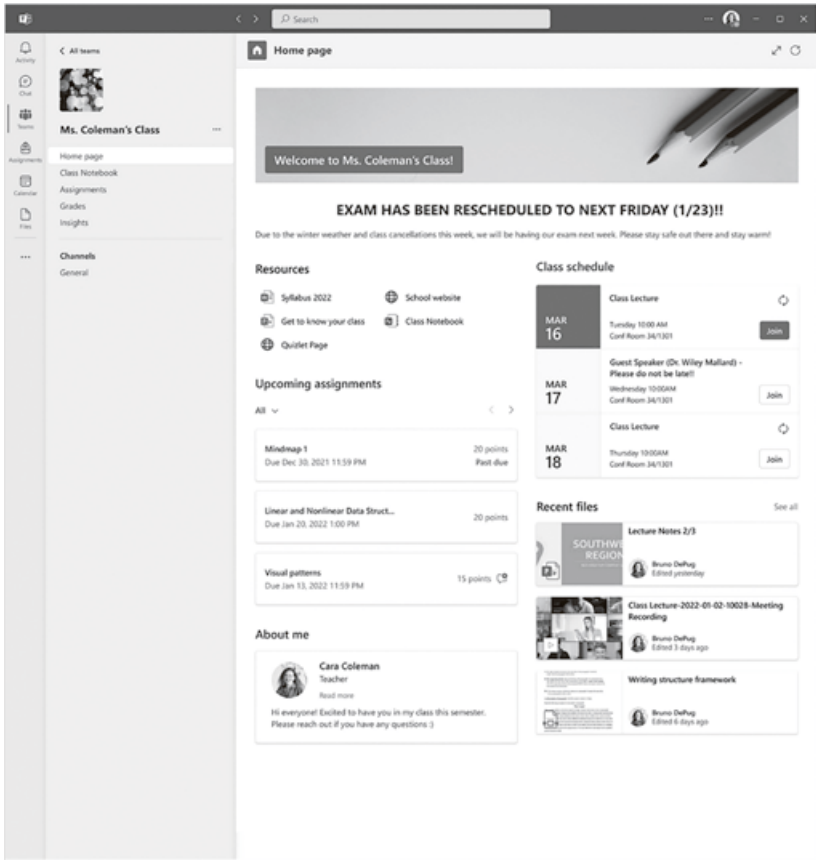 Search
Activity
Chat
Teams
Assignments
Calendar
Files
All teams
Ms. Coleman's Class
Home page
Class Notebook
Assignments
Grades
Insights
Channels
General
Home page
Welcome to Ms. Coleman's Class!
EXAM HAS BEEN RESCHEDULED TO NEXT FRIDAY (1/23)!!
Due to the winter weather and class cancellations this week, we will be having our exam next week. Please stay safe out there and stay warm!
Resources
Syllabus 2022
School website
Get to know your class
Class Notebook
Quizlet Page
Upcoming assignments
All
Mindmap 1
20 points
Due Dec 30, 2021 11:59 PM
Past due
Linear and Nonlinear Data Struct...
20 points
Due Jan 20, 2022 1:00 PM
Visual patterns
15 points
Due Jan 13, 2022 11:59 PM
About me
Cara Coleman
Teacher
Read more
Hi everyone! Excited to have you in my class this semester.
Please reach out if you have any questions :)
Class schedule
MAR
16
Class Lecture
Tuesday 10:00 AM
Conf Room 34/1301
Join
MAR
17
Guest Speaker (Dr. Wiley Mallard) -
Please do not be late!!
Wednesday 10:00AM
Conf Room 34/1301
Join
MAR
18
Class Lecture
Thursday 10:00AM
Conf Room 34/1301
Join
Recent files
See all
SOUTHWE
REGION
Lecture Notes 2/3
Bruno DePug
Edited yesterday
Class Lecture-2022-01-02-10028-Meeting
Recording
Bruno DePug
Edited 3 days ago
Writing structure framework
Bruno DePug
Edited 6 days ago